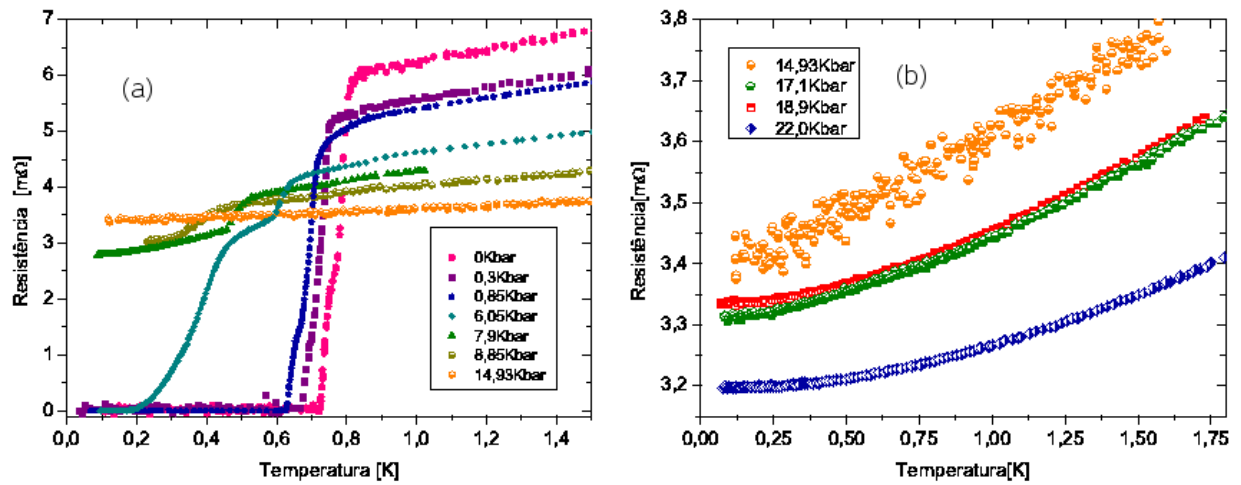 (a)
Resistência [mΩ]
7
6
5
4
3
2
1
0
0Kbar
0,3Kbar
0,85Kbar
6,05Kbar
7,9Kbar
8,85Kbar
14,93Kbar
0,0 0,2 0,4 0,6 0,8 1,0 1,2 1,4
Temperatura [K]
(b)
Resistência[mΩ]
3,8
3,7
3,6
3,5
3,4
3,3
3,2
14,93Kbar
17,1Kbar
18,9Kbar
22,0Kbar
0,00 0,25 0,50 0,75 1,00 1,25 1,50 1,75
Temperatura[K]